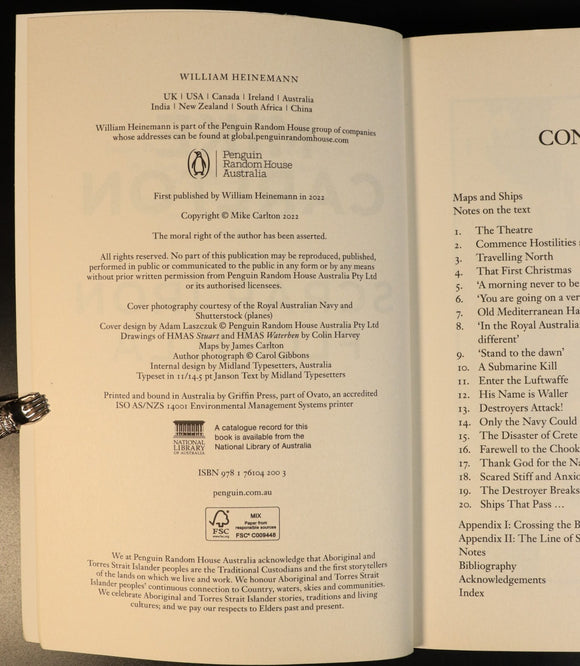 WILLIAM HEINEMANN
UK | USA | Canada | Ireland | Australia
India | New Zealand | South Africa | China
William Heinemann is part of the Penguin Random House group of companies
whose addresses can be found at global.penguinrandomhouse.com
Penguin
Random House
Australia
First published by William Heinemann in 2022
Copyright © Mike Carlton 2022
The moral right of the author has been asserted.
All rights reserved. No part of this publication may be reproduced, published,
performed in public or communicated to the public in any form or by any means
without prior written permission from Penguin Random House Australia Pty Ltd
or its authorised licensees.
Cover photography courtesy of the Royal Australian Navy and
Shutterstock (planes)
Cover design by Adam Laszczuk © Penguin Random House Australia Pty Ltd
Drawings of HMAS Stuart and HMAS Waterhen by Colin Harvey
Maps by James Carlton
Author photograph © Carol Gibbons
Internal design by Midland Typesetters, Australia
Typeset in 11/14.5 pt Janson Text by Midland Typesetters
Printed and bound in Australia by Griffin Press, part of Ovato, an accredited
ISO AS/NZS 14001 Environmental Management Systems printer
NATIONAL
LIBRARY
OF AUSTRALIA
A catalogue record for this
book is available from the
National Library of Australia
ISBN 978 1 76104 200 3
penguin.com.au
FSC
www.fsc.org
MIX
Paper from
responsible sources
FSC® C009448
We at Penguin Random House Australia acknowledge that Aboriginal and
Torres Strait Islander peoples are the Traditional Custodians and the first storytellers
of the lands on which we live and work. We honour Aboriginal and Torres Strait
Islander peoples' continuous connection to Country, waters, skies and communities.
We celebrate Aboriginal and Torres Strait Islander stories, traditions and living
cultures; and we pay our respects to Elders past and present.
CON
Maps and Ships
Notes on the text
1. The Theatre
2. Commence Hostilities
3. Travelling North
4. That First Christmas
5. 'A morning never to be
6. 'You are going on a ver
7. Old Mediterranean Ha
8. 'In the Royal Australia
different'
9. 'Stand to the dawn'
10. A Submarine Kill
11. Enter the Luftwaffe
12. His Name is Waller
13. Destroyers Attack!
14. Only the Navy Could
15. The Disaster of Crete
16. Farewell to the Chook
17. Thank God for the Na
18. Scared Stiff and Anxio
19. The Destroyer Breaks
20. Ships That Pass …
Appendix I: Crossing the B
Appendix II: The Line of S
Notes
Bibliography
Acknowledgements
Index